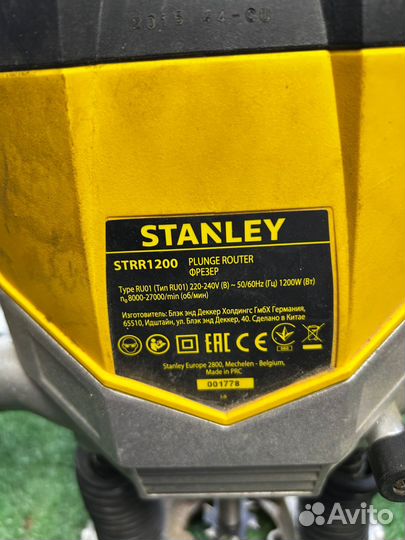 STANLEY
STRR1200 PLUNGE ROUTER
ФРЕЗЕР
Type RU01 (Тип RU01) 220-240V (В) ~ 50/60Hz (Гц) 1200W (Вт)
n₀ 8000-27000/min (об/мин)
Изготовитель: Блэк энд Деккер Холдингс ГмбХ Германия,
65510, Идштайн, ул. Блэк энд Деккер, 40. Сделано в Китае
EAC CE
Stanley Europe 2800, Mechelen - Belgium,
Made in PRC
001778
Avito